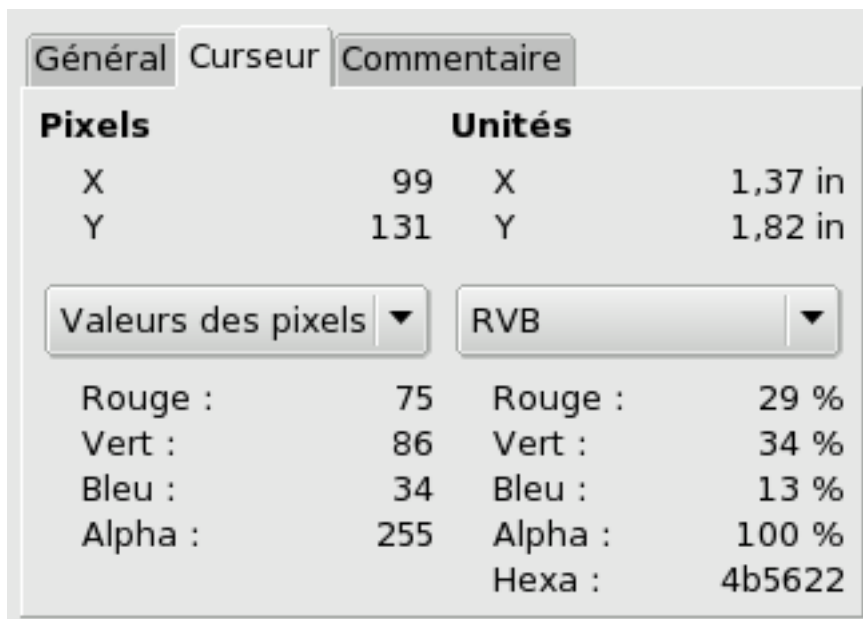 Général Curseur Commentaire
Pixels Unités
X 99 X 1,37 in
Y 131 Y 1,82 in
Valeurs des pixels RVB
Rouge : 75 Rouge : 29 %
Vert : 86 Vert : 34 %
Bleu : 34 Bleu : 13 %
Alpha : 255 Alpha : 100 %
Hexa : 4b5622